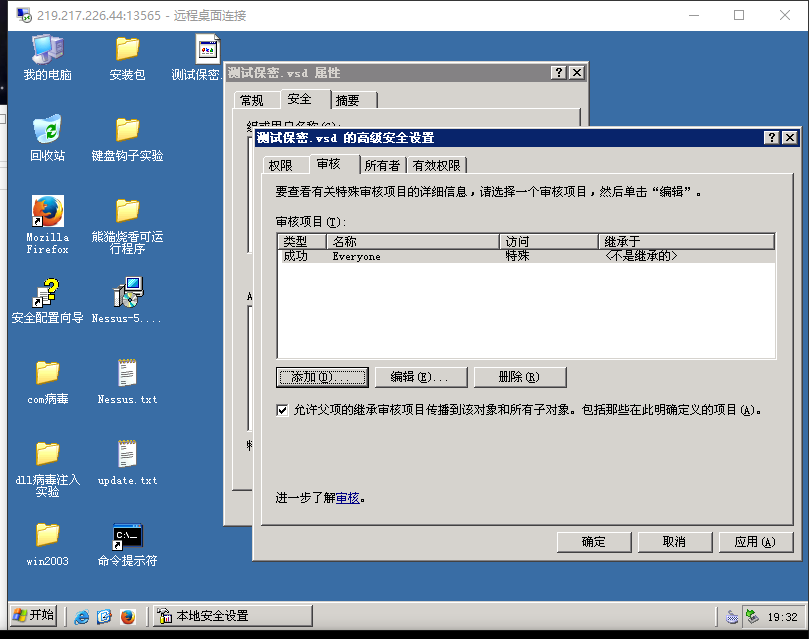 219.217.226.44:13565 - 远程桌面连接
我的电脑
安装包
测试保密.
回收站
键盘钩子实验
Mozilla
Firefox
熊猫烧香可运
行程序
安全配置向导
Nessus-5....
com病毒
Nessus.txt
dll病毒注入
实验
update.txt
win2003
命令提示符
测试保密.vsd 属性
常规
安全
摘要
测试保密.vsd 的高级安全设置
权限
审核
所有者
有效权限
要查看有关特殊审核项目的详细信息，请选择一个审核项目，然后单击“编辑”。
审核项目(T):
类型 名称 访问 继承于
成功 Everyone 特殊 <不是继承的>
添加(D)...
编辑(E)...
删除(R)
允许父项的继承审核项目传播到该对象和所有子对象。包括那些在此明确定义的项目(A)。
进一步了解审核。
确定
取消
应用(A)
开始
本地安全设置
19:32